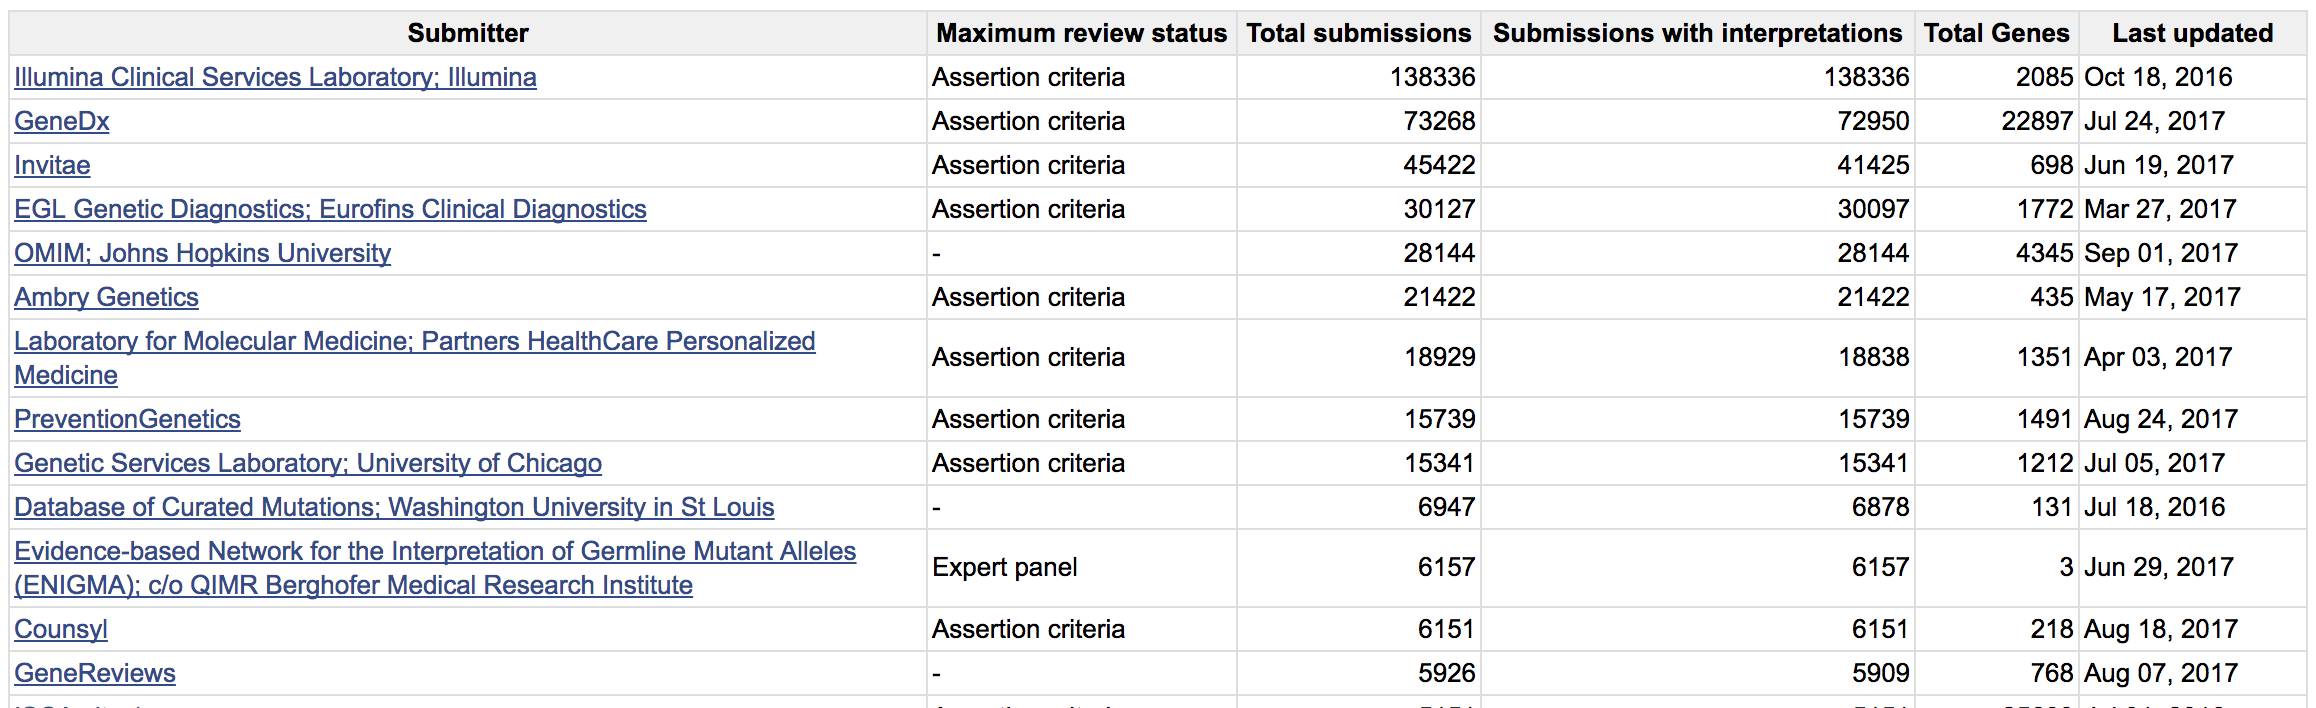 Submitter Maximum review status Total submissions Submissions with interpretations Total Genes Last updated
Illumina Clinical Services Laboratory; Illumina Assertion criteria 138336 138336 2085 Oct 18, 2016
GeneDx Assertion criteria 73268 72950 22897 Jul 24, 2017
Invitae Assertion criteria 45422 41425 698 Jun 19, 2017
EGL Genetic Diagnostics; Eurofins Clinical Diagnostics Assertion criteria 30127 30097 1772 Mar 27, 2017
OMIM; Johns Hopkins University - 28144 28144 4345 Sep 01, 2017
Ambry Genetics Assertion criteria 21422 21422 435 May 17, 2017
Laboratory for Molecular Medicine; Partners HealthCare Personalized
Medicine Assertion criteria 18929 18838 1351 Apr 03, 2017
PreventionGenetics Assertion criteria 15739 15739 1491 Aug 24, 2017
Genetic Services Laboratory; University of Chicago Assertion criteria 15341 15341 1212 Jul 05, 2017
Database of Curated Mutations; Washington University in St Louis - 6947 6878 131 Jul 18, 2016
Evidence-based Network for the Interpretation of Germline Mutant Alleles
(ENIGMA); c/o QIMR Berghofer Medical Research Institute Expert panel 6157 6157 3 Jun 29, 2017
Counsyl Assertion criteria 6151 6151 218 Aug 18, 2017
GeneReviews - 5926 5909 768 Aug 07, 2017